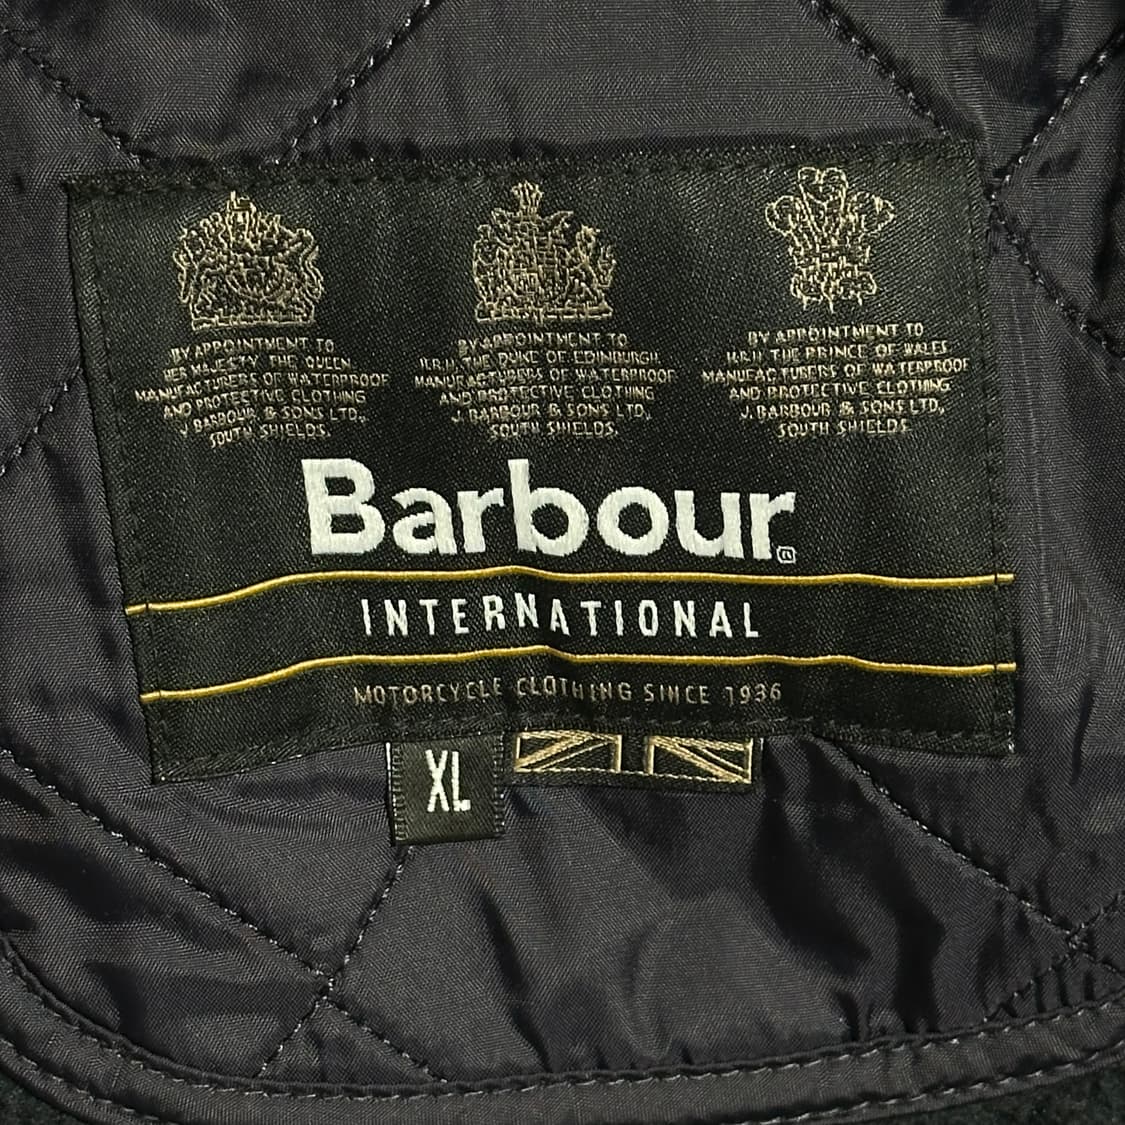 BY APPOINTMENT TO
HER MAJESTY THE QUEEN
MANUFACTURERS OF WATERPROOF
AND PROTECTIVE CLOTHING
J. BARBOUR & SONS LTD.,
SOUTH SHIELDS.
BY APPOINTMENT TO
H.R.H. THE DUKE OF EDINBURGH
MANUFACTURERS OF WATERPROOF
AND PROTECTIVE CLOTHING
J. BARBOUR & SONS LTD,
SOUTH SHIELDS.
BY APPOINTMENT TO
H.R.H THE PRINCE OF WALES
MANUFACTURERS OF WATERPROOF
AND PROTECTIVE CLOTHING
J. BARBOUR & SONS LTD.,
SOUTH SHIELDS
Barbour®
INTERNATIONAL
MOTORCYCLE CLOTHING SINCE 1936
XL